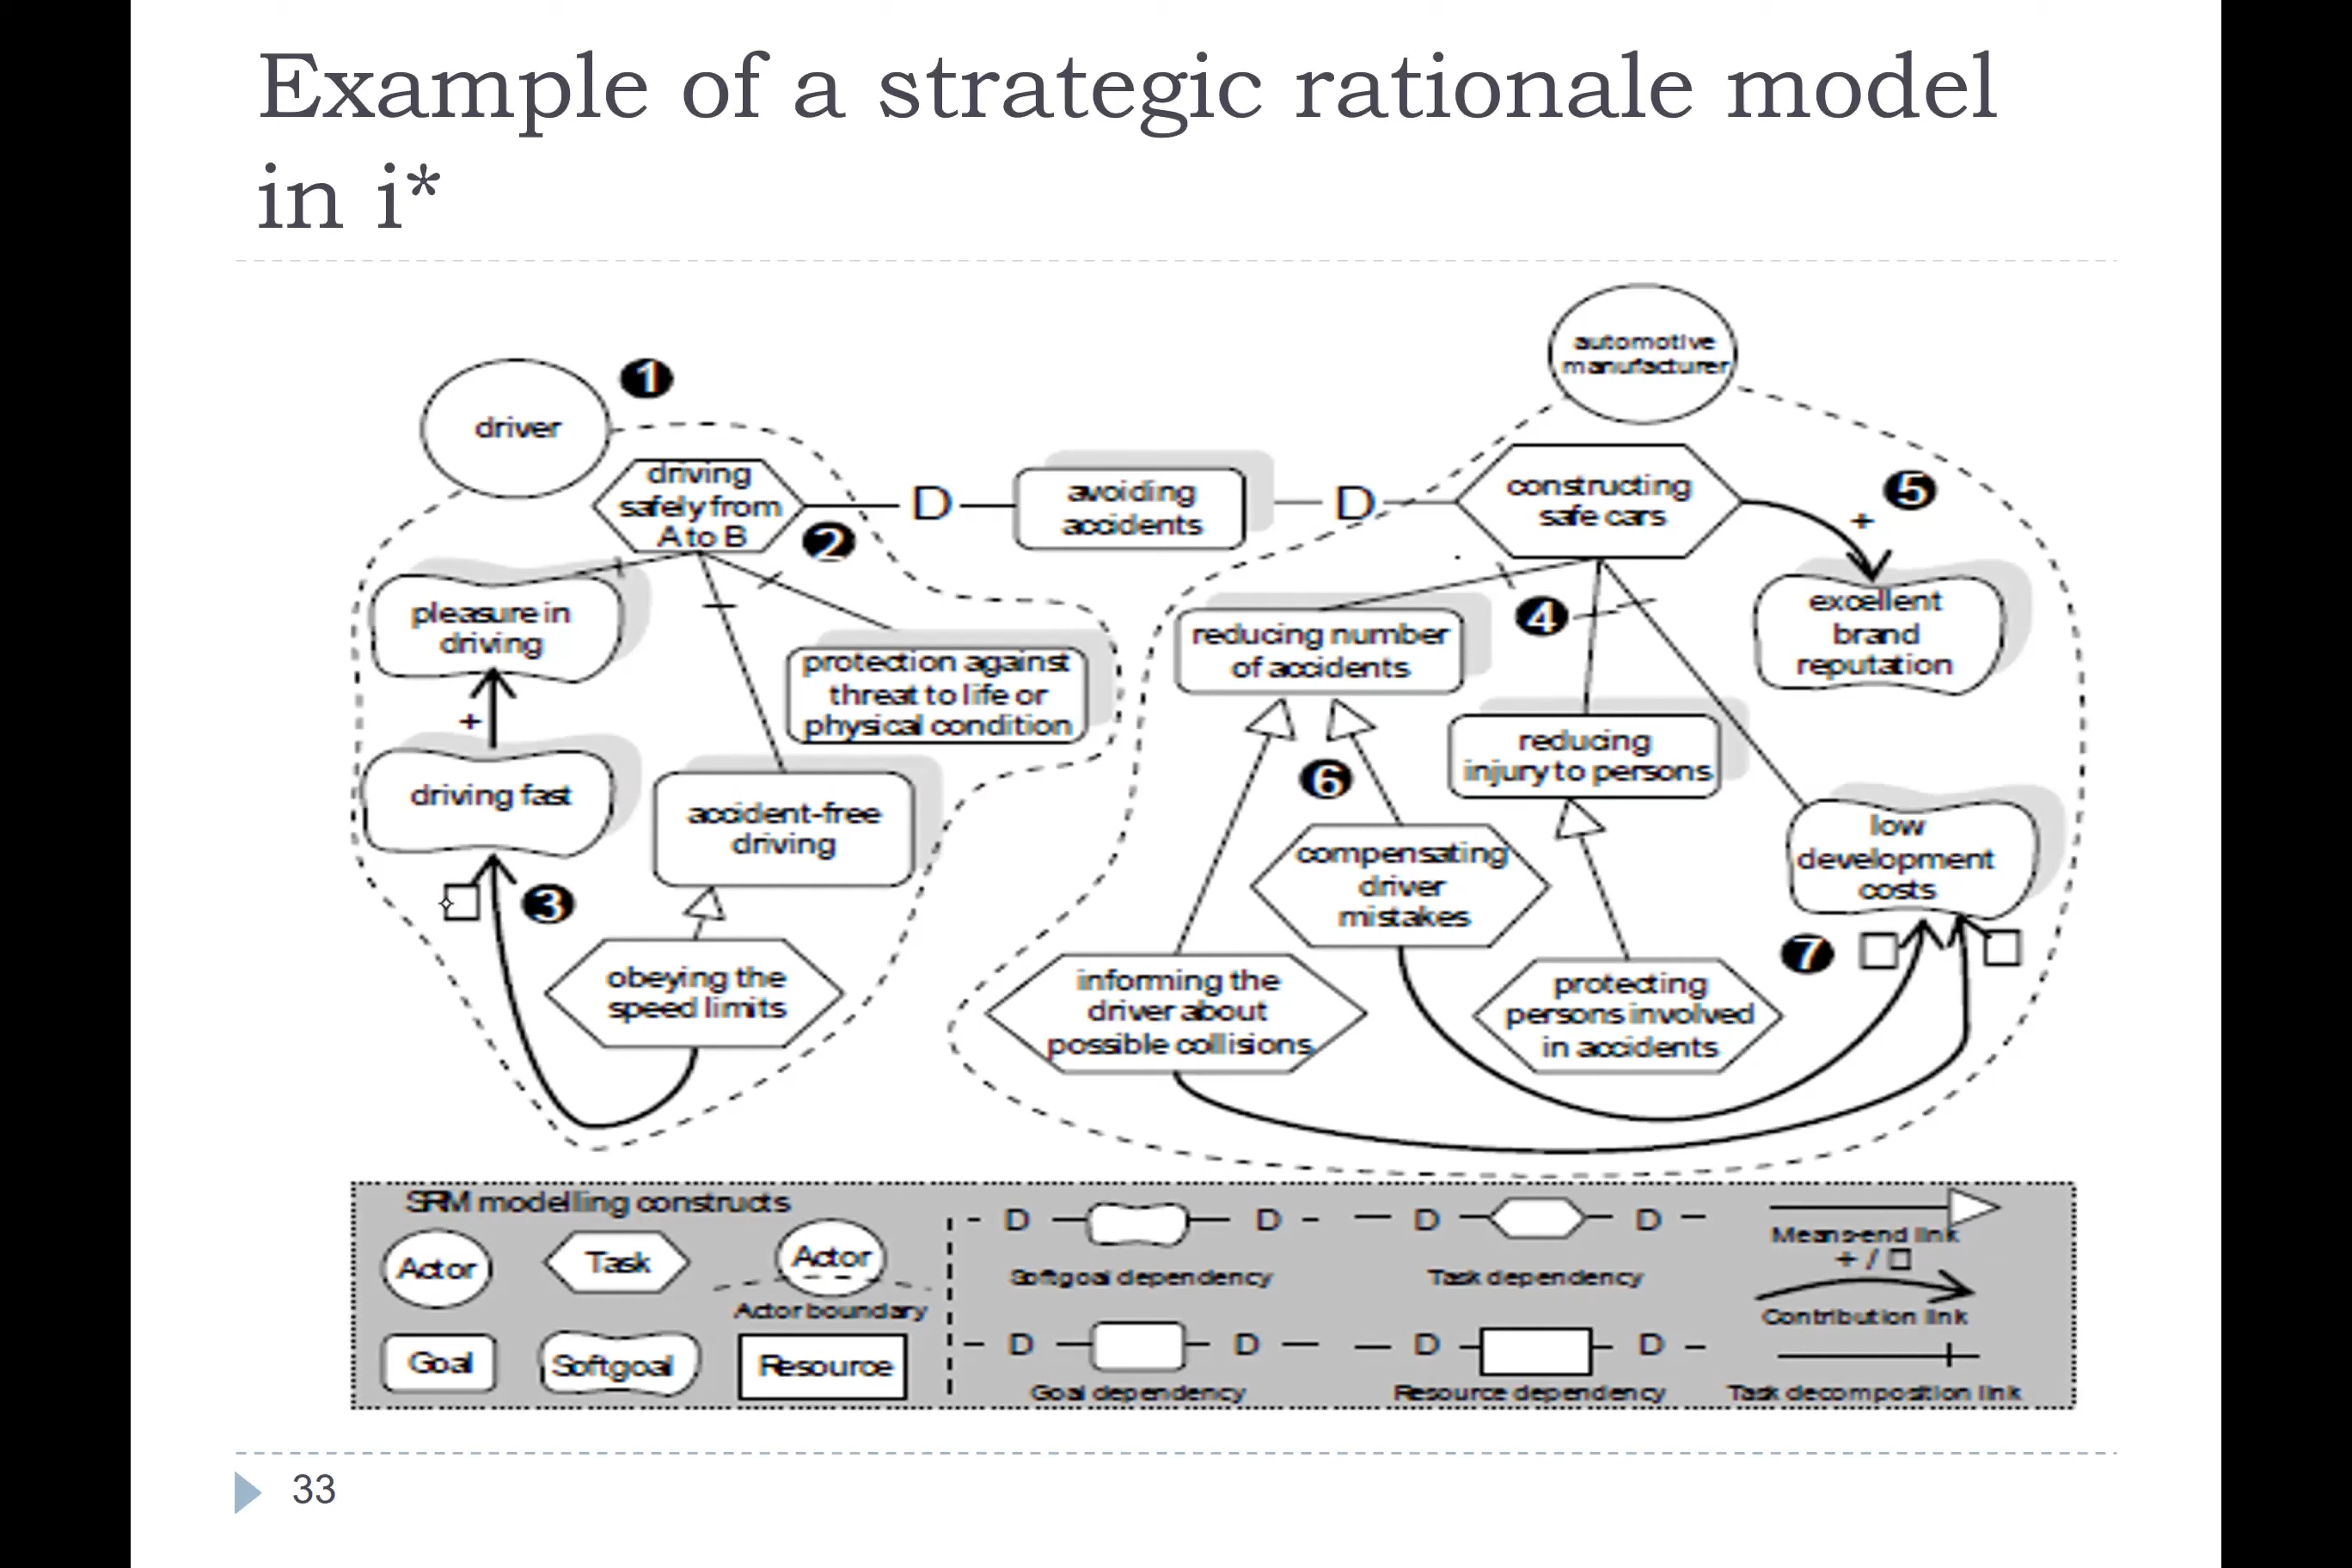 Example of a strategic rationale model
in i*
driver
1
automotive
manufacturer
driving
safely from
A to B
2
D
avoiding
accidents
D
constructing
safe cars
5
+
pleasure in
driving
protection against
threat to life or
physical condition
reducing number
of accidents
4
excellent
brand
reputation
+
driving fast
accident-free
driving
6
reducing
injury to persons
3
obeying the
speed limits
compensating
driver
mistakes
low
development
costs
informing the
driver about
possible collisions
protecting
persons involved
in accidents
7
SRM modelling constructs
Actor
Task
Actor
Actor boundary
Goal
Softgoal
Resource
D D
Softgoal dependency
D D
Task dependency
Means-end link
+ / □
Contribution link
D D
Goal dependency
D D
Resource dependency
Task decomposition link
33